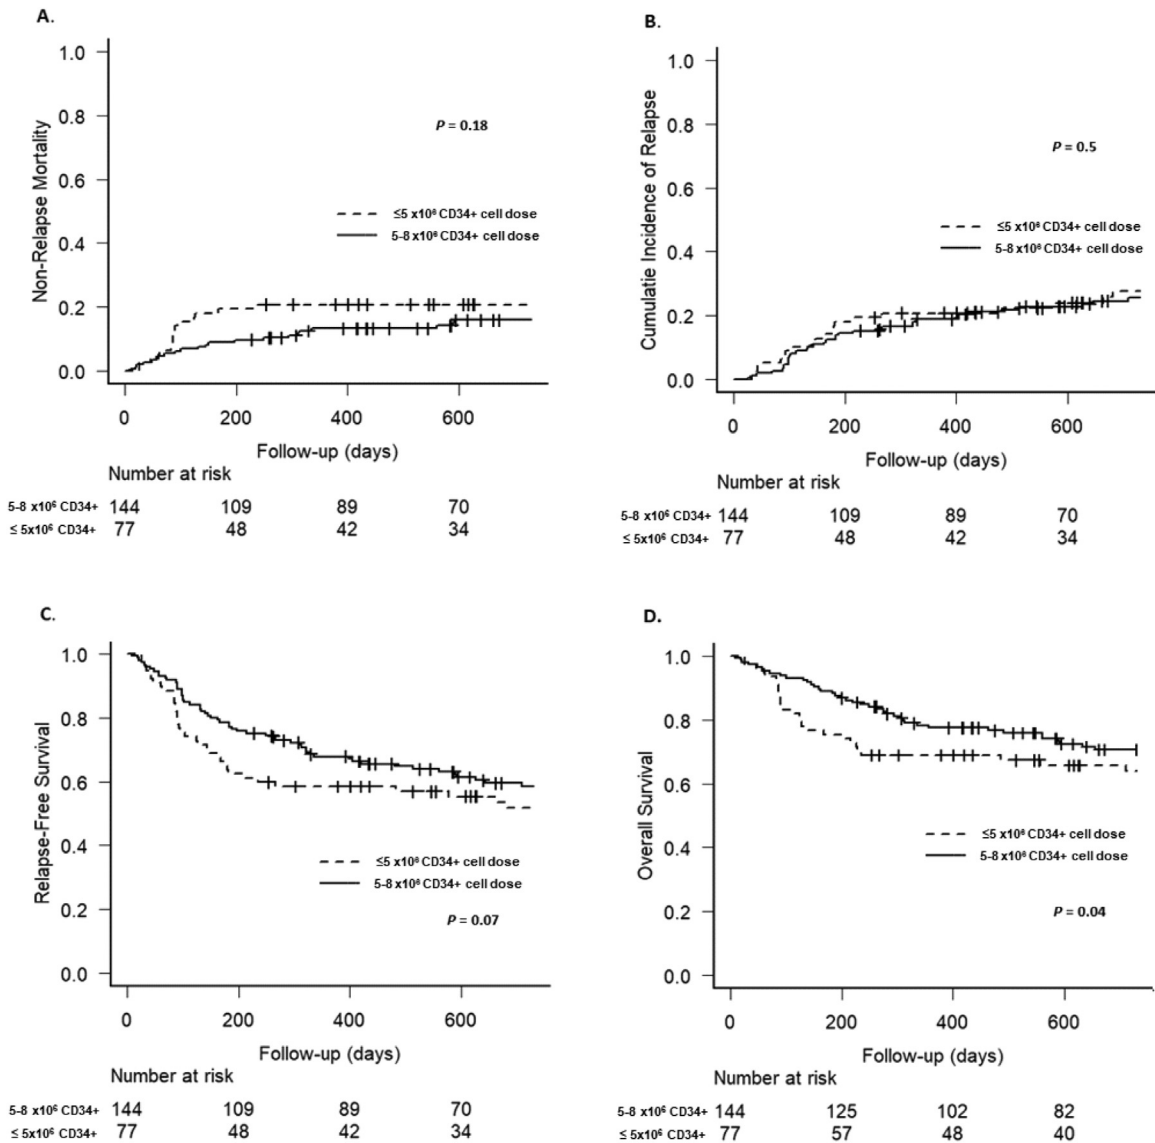 A.
Non-Relapse Mortality
1.0
0.8
0.6
0.4
0.2
0.0
P = 0.18
≤5 x10⁶ CD34+ cell dose
5-8 x10⁶ CD34+ cell dose
0 200 400 600
Follow-up (days)
Number at risk
5-8 x10⁶ CD34+ 144 109 89 70
≤ 5x10⁶ CD34+ 77 48 42 34
B.
Cumulatie Incidence of Relapse
1.0
0.8
0.6
0.4
0.2
0.0
P = 0.5
≤5 x10⁶ CD34+ cell dose
5-8 x10⁶ CD34+ cell dose
0 200 400 600
Follow-up (days)
Number at risk
5-8 x10⁶ CD34+ 144 109 89 70
≤ 5x10⁶ CD34+ 77 48 42 34
C.
Relapse-Free Survival
1.0
0.8
0.6
0.4
0.2
0.0
≤5 x10⁶ CD34+ cell dose
5-8 x10⁶ CD34+ cell dose
P = 0.07
0 200 400 600
Follow-up (days)
Number at risk
5-8 x10⁶ CD34+ 144 109 89 70
≤ 5x10⁶ CD34+ 77 48 42 34
D.
Overall Survival
1.0
0.8
0.6
0.4
0.2
0.0
≤5 x10⁶ CD34+ cell dose
5-8 x10⁶ CD34+ cell dose
P = 0.04
0 200 400 600
Follow-up (days)
Number at risk
5-8 x10⁶ CD34+ 144 125 102 82
≤ 5x10⁶ CD34+ 77 57 48 40